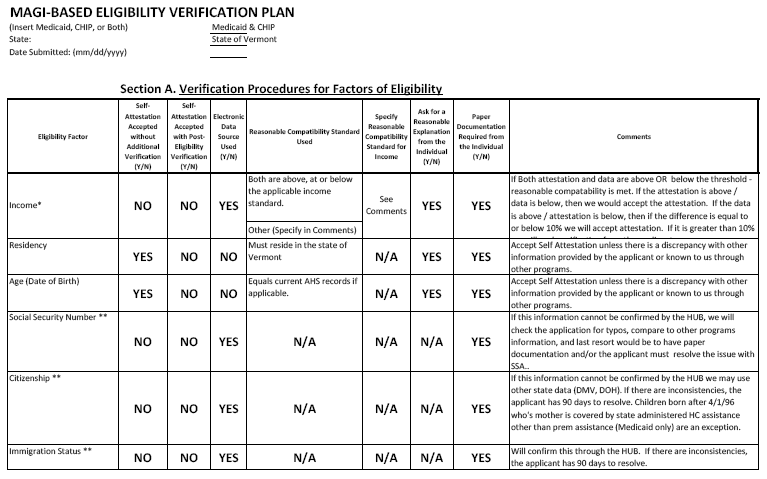 MAGI-BASED ELIGIBILITY VERIFICATION PLAN
(Insert Medicaid, CHIP, or Both) Medicaid & CHIP
State: State of Vermont
Date Submitted: (mm/dd/yyyy)
Section A. Verification Procedures for Factors of Eligibility
Eligibility Factor
Self-
Attestation
Accepted
without
Additional
Verification
(Y/N)
Self-
Attestation
Accepted
with Post-
Eligibility
Verification
(Y/N)
Electronic
Data
Source
Used
(Y/N)
Reasonable Compatibility Standard
Used
Specify
Reasonable
Compatibility
Standard for
Income
Ask for a
Reasonable
Explanation
from the
Individual
(Y/N)
Paper
Documentation
Required from
the Individual
(Y/N)
Comments
Income*
NO
NO
YES
Both are above, at or below
the applicable income
standard.
Other (Specify in Comments)
See
Comments
YES
YES
If Both attestation and data are above OR below the threshold -
reasonable compatability is met. If the attestation is above /
data is below, then we would accept the attestation. If the data
is above / attestation is below, then if the difference is equal to
or below 10% we will accept attestation. If it is greater than 10%
Residency
YES
NO
NO
Must reside in the state of
Vermont
N/A
YES
YES
Accept Self Attestation unless there is a discrepancy with other
information provided by the applicant or known to us through
other programs.
Age (Date of Birth)
YES
NO
NO
Equals current AHS records if
applicable.
N/A
YES
YES
Accept Self Attestation unless there is a discrepancy with other
information provided by the applicant or known to us through
other programs.
Social Security Number **
NO
NO
YES
N/A
N/A
N/A
YES
If this information cannot be confirmed by the HUB, we will
check the application for typos, compare to other programs
information, and last resort would be to have paper
documentation and/or the applicant must resolve the issue with
SSA..
Citizenship **
NO
NO
YES
N/A
N/A
N/A
YES
If this information cannot be confirmed by the HUB we may use
other state data (DMV, DOH). If there are inconsistencies, the
applicant has 90 days to resolve. Children born after 4/1/96
who's mother is covered by state administered HC assistance
other than prem assistance (Medicaid only) are an exception.
Immigration Status **
NO
NO
YES
N/A
N/A
N/A
YES
Will confirm this through the HUB. If there are inconsistencies,
the applicant has 90 days to resolve.